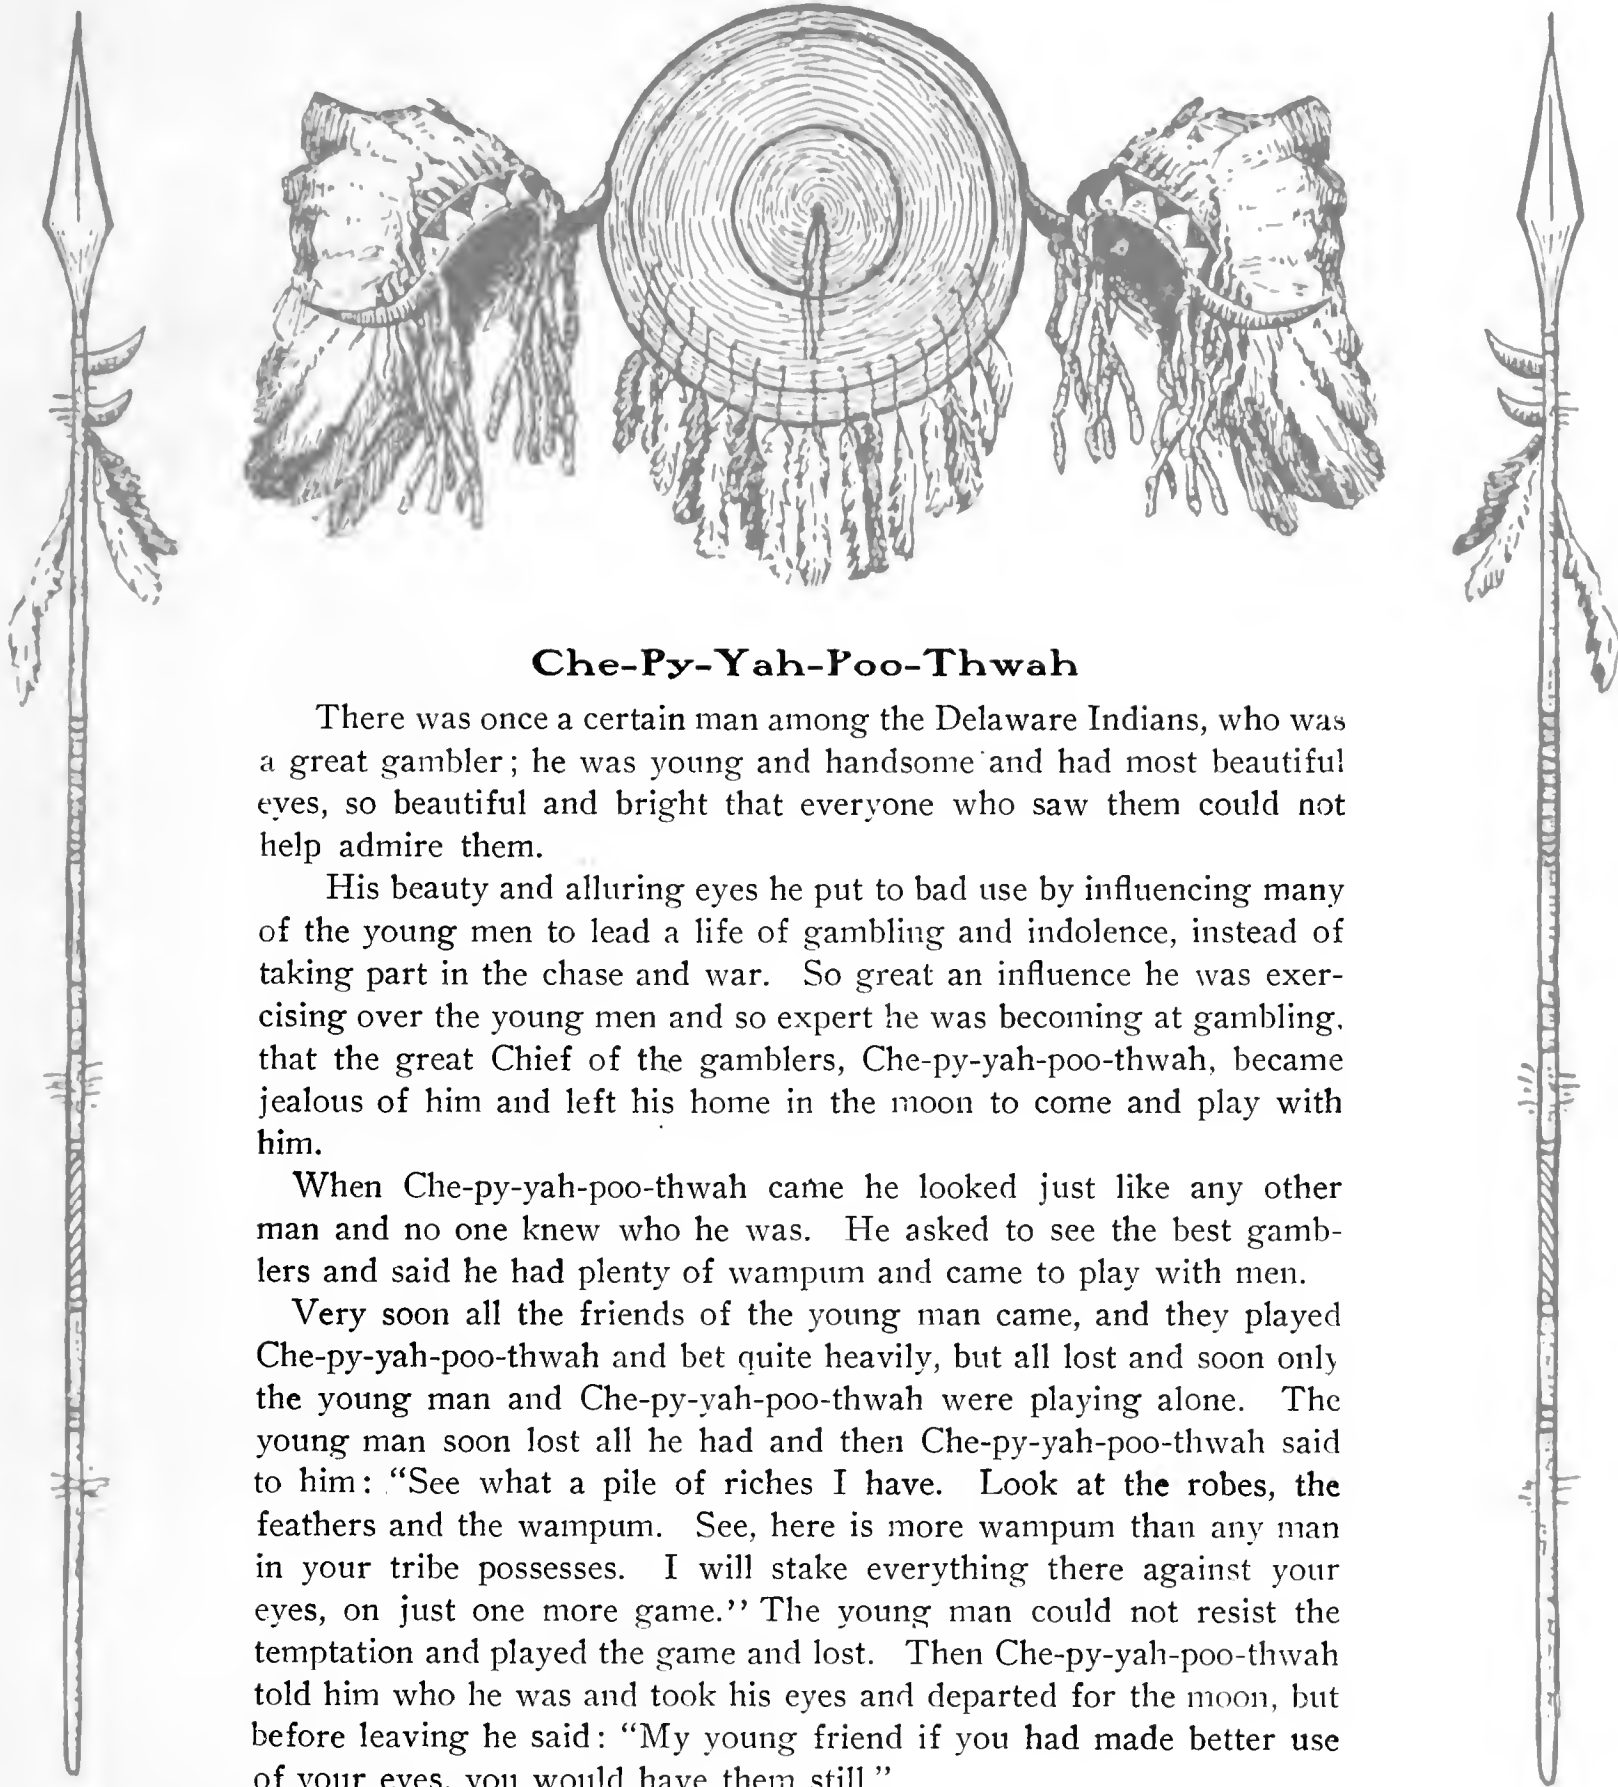 Che-Py-Yah-Poo-Thwah
There was once a certain man among the Delaware Indians, who was
a great gambler; he was young and handsome and had most beautiful
eyes, so beautiful and bright that everyone who saw them could not
help admire them.
His beauty and alluring eyes he put to bad use by influencing many
of the young men to lead a life of gambling and indolence, instead of
taking part in the chase and war. So great an influence he was exer-
cising over the young men and so expert he was becoming at gambling,
that the great Chief of the gamblers, Che-py-yah-poo-thwah, became
jealous of him and left his home in the moon to come and play with
him.
When Che-py-yah-poo-thwah came he looked just like any other
man and no one knew who he was. He asked to see the best gamb-
lers and said he had plenty of wampum and came to play with men.
Very soon all the friends of the young man came, and they played
Che-py-yah-poo-thwah and bet quite heavily, but all lost and soon only
the young man and Che-py-yah-poo-thwah were playing alone. The
young man soon lost all he had and then Che-py-yah-poo-thwah said
to him: "See what a pile of riches I have. Look at the robes, the
feathers and the wampum. See, here is more wampum than any man
in your tribe possesses. I will stake everything there against your
eyes, on just one more game." The young man could not resist the
temptation and played the game and lost. Then Che-py-yah-poo-thwah
told him who he was and took his eyes and departed for the moon, but
before leaving he said: "My young friend if you had made better use
of your eyes, you would have them still"